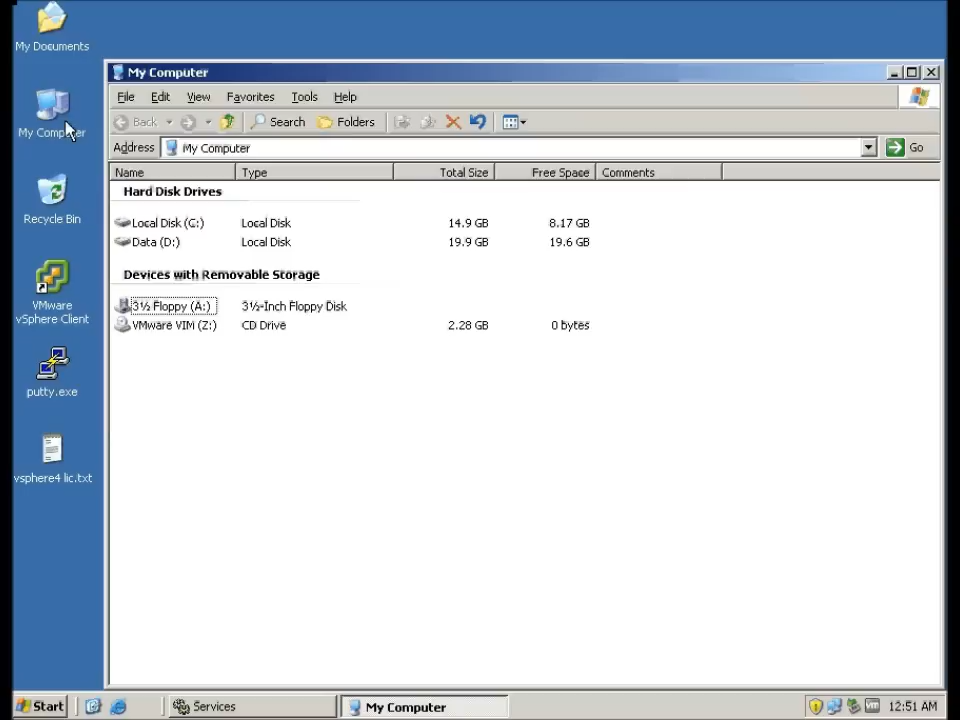 My Documents
My Computer
My Computer
File Edit View Favorites Tools Help
Back Search Folders
Address My Computer Go
Name Type Total Size Free Space Comments
Hard Disk Drives
Local Disk (C:) Local Disk 14.9 GB 8.17 GB
Data (D:) Local Disk 19.9 GB 19.6 GB
Devices with Removable Storage
3½ Floppy (A:) 3½-Inch Floppy Disk
VMware VIM (Z:) CD Drive 2.28 GB 0 bytes
Recycle Bin
VMware
vSphere Client
putty.exe
vsphere4 lic.txt
Start Services My Computer 12:51 AM